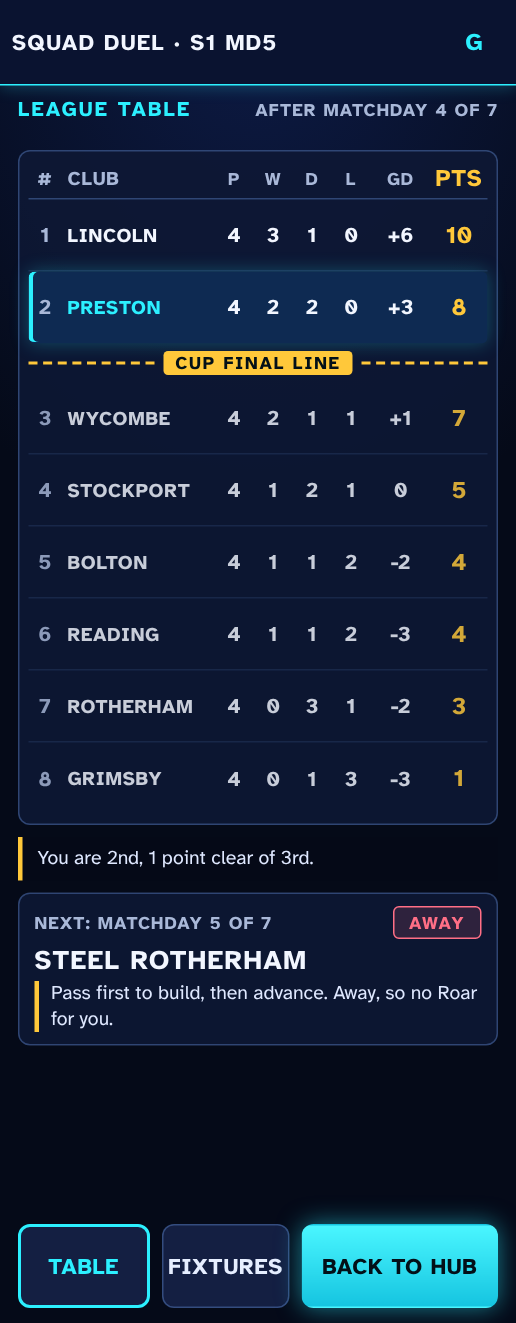 SQUAD DUEL · S1 MD5 G
LEAGUE TABLE AFTER MATCHDAY 4 OF 7
# CLUB P W D L GD PTS
1 LINCOLN 4 3 1 0 +6 10
2 PRESTON 4 2 2 0 +3 8
CUP FINAL LINE
3 WYCOMBE 4 2 1 1 +1 7
4 STOCKPORT 4 1 2 1 0 5
5 BOLTON 4 1 1 2 -2 4
6 READING 4 1 1 2 -3 4
7 ROTHERHAM 4 0 3 1 -2 3
8 GRIMSBY 4 0 1 3 -3 1
You are 2nd, 1 point clear of 3rd.
NEXT: MATCHDAY 5 OF 7 AWAY
STEEL ROTHERHAM
Pass first to build, then advance. Away, so no Roar
for you.
TABLE FIXTURES BACK TO HUB